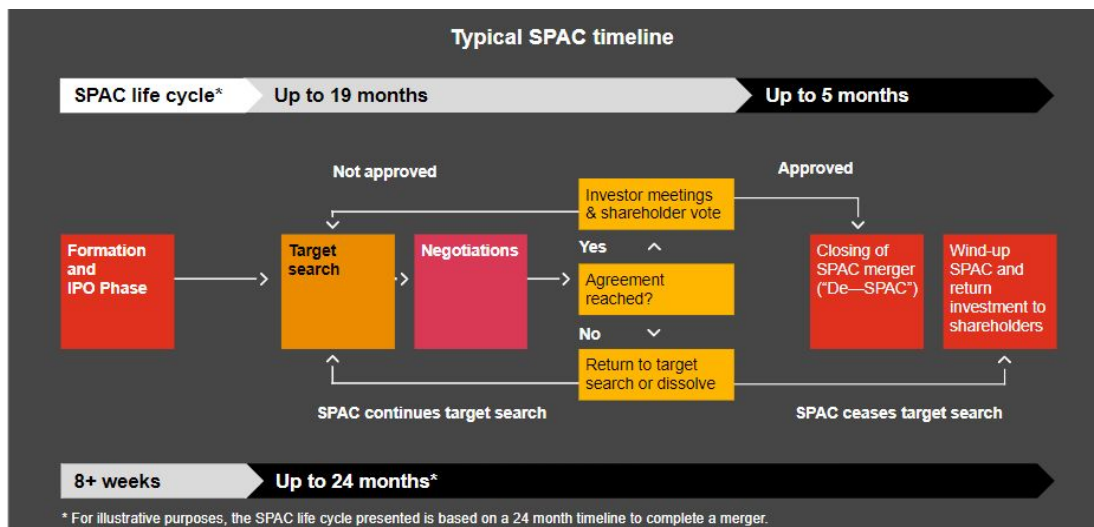 Typical SPAC timeline
SPAC life cycle*
Up to 19 months
Up to 5 months
Not approved
Approved
Investor meetings
& shareholder vote
Formation
and
IPO Phase
Target
search
Negotiations
Yes
Agreement
reached?
No
Return to target
search or dissolve
Closing of
SPAC merger
("De—SPAC")
Wind-up
SPAC and
return
investment to
shareholders
SPAC continues target search
SPAC ceases target search
8+ weeks
Up to 24 months*
* For illustrative purposes, the SPAC life cycle presented is based on a 24 month timeline to complete a merger.